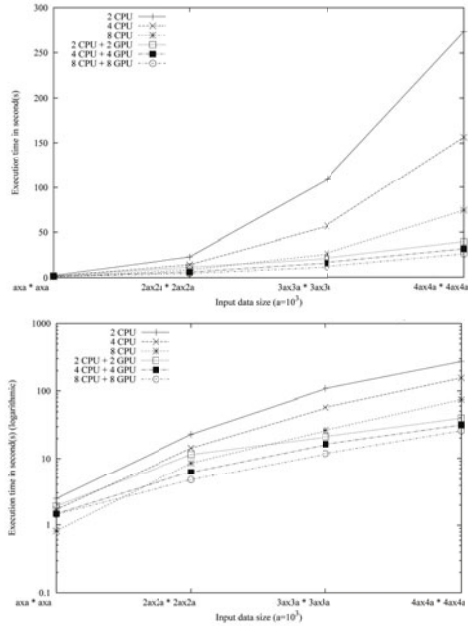 300
250
200
150
100
50
0
Execution time in second(s)
2 CPU
4 CPU
8 CPU
2 CPU + 2 GPU
4 CPU + 4 GPU
8 CPU + 8 GPU
axa * axa
2ax2a * 2ax2a
3ax3a * 3ax3a
4ax4a * 4ax4a
Input data size (a=10³)
1000
100
10
1
0.1
Execution time in second(s) (logarithmic)
2 CPU
4 CPU
8 CPU
2 CPU + 2 GPU
4 CPU + 4 GPU
8 CPU + 8 GPU
axa * axa
2ax2a * 2ax2a
3ax3a * 3ax3a
4ax4a * 4ax4a
Input data size (a=10³)